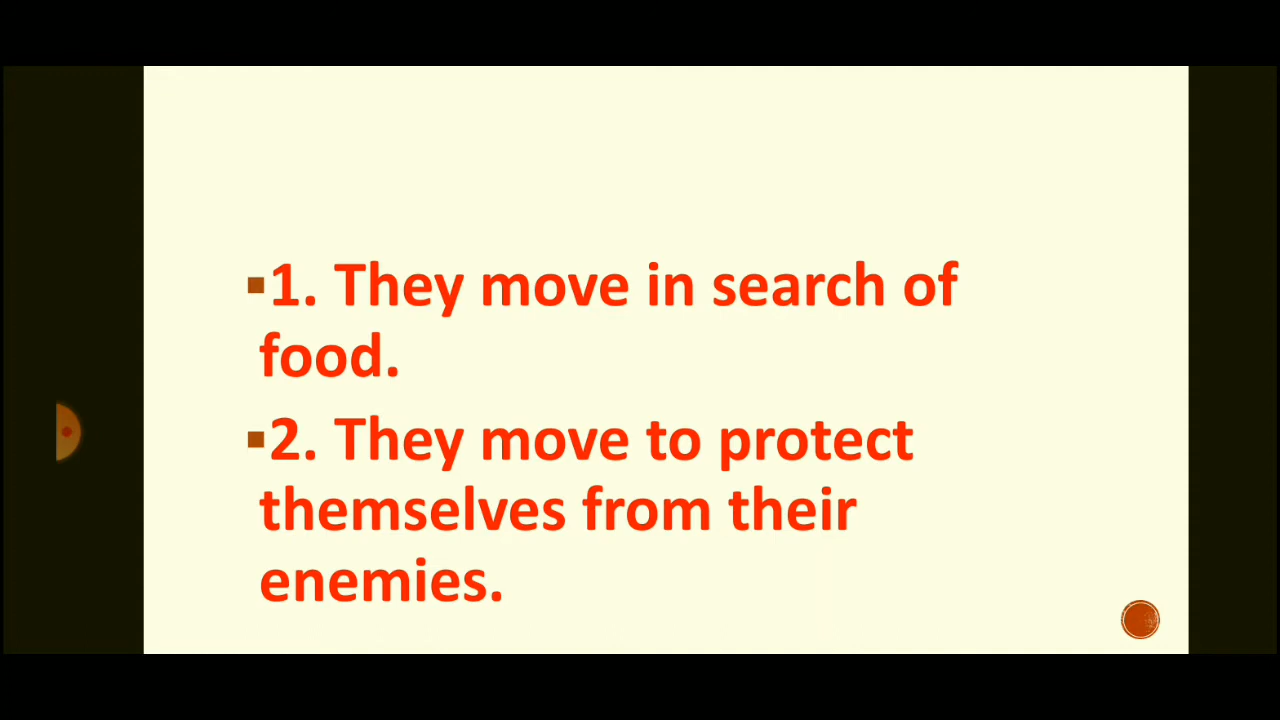 ▪1. They move in search of
food.
▪2. They move to protect
themselves from their
enemies.